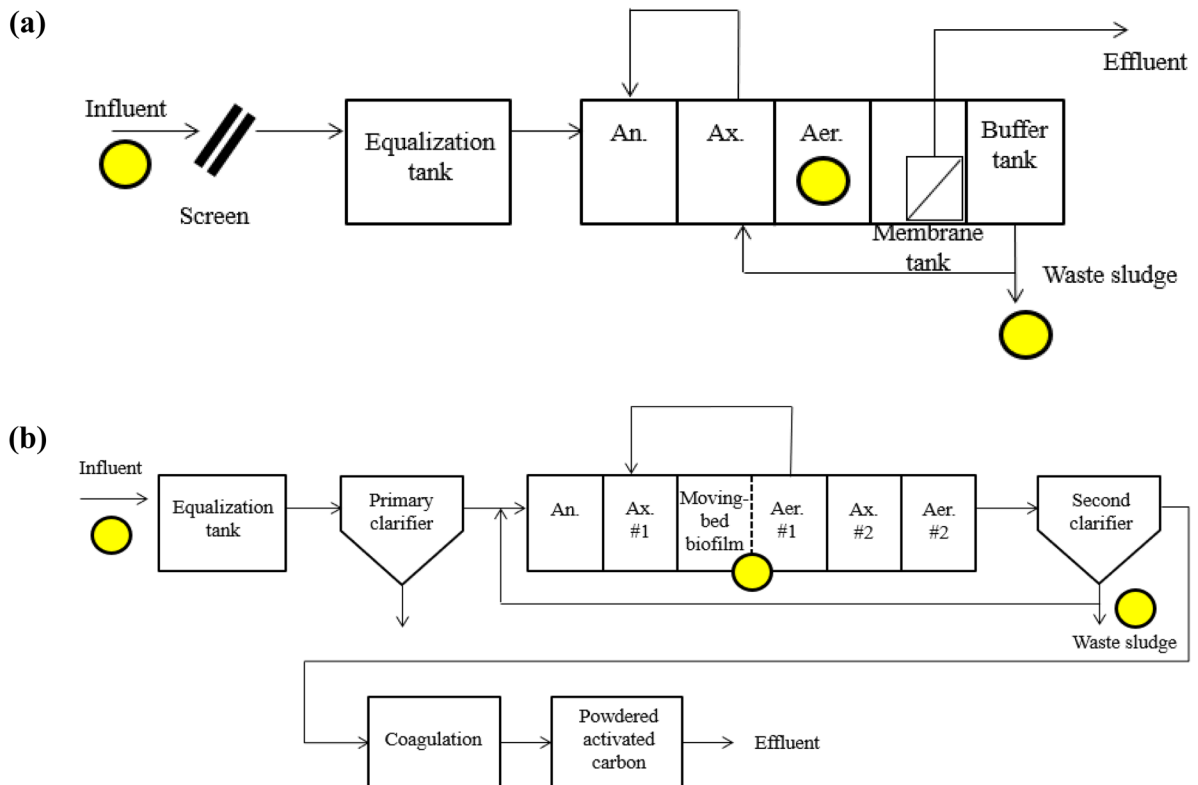 (a)
Influent
Screen
Equalization
tank
An.
Ax.
Aer.
Membrane
tank
Buffer
tank
Effluent
Waste sludge
(b)
Influent
Equalization
tank
Primary
clarifier
An.
Ax.
#1
Moving-
bed
biofilm
Aer.
#1
Ax.
#2
Aer.
#2
Second
clarifier
Waste sludge
Coagulation
Powdered
activated
carbon
Effluent